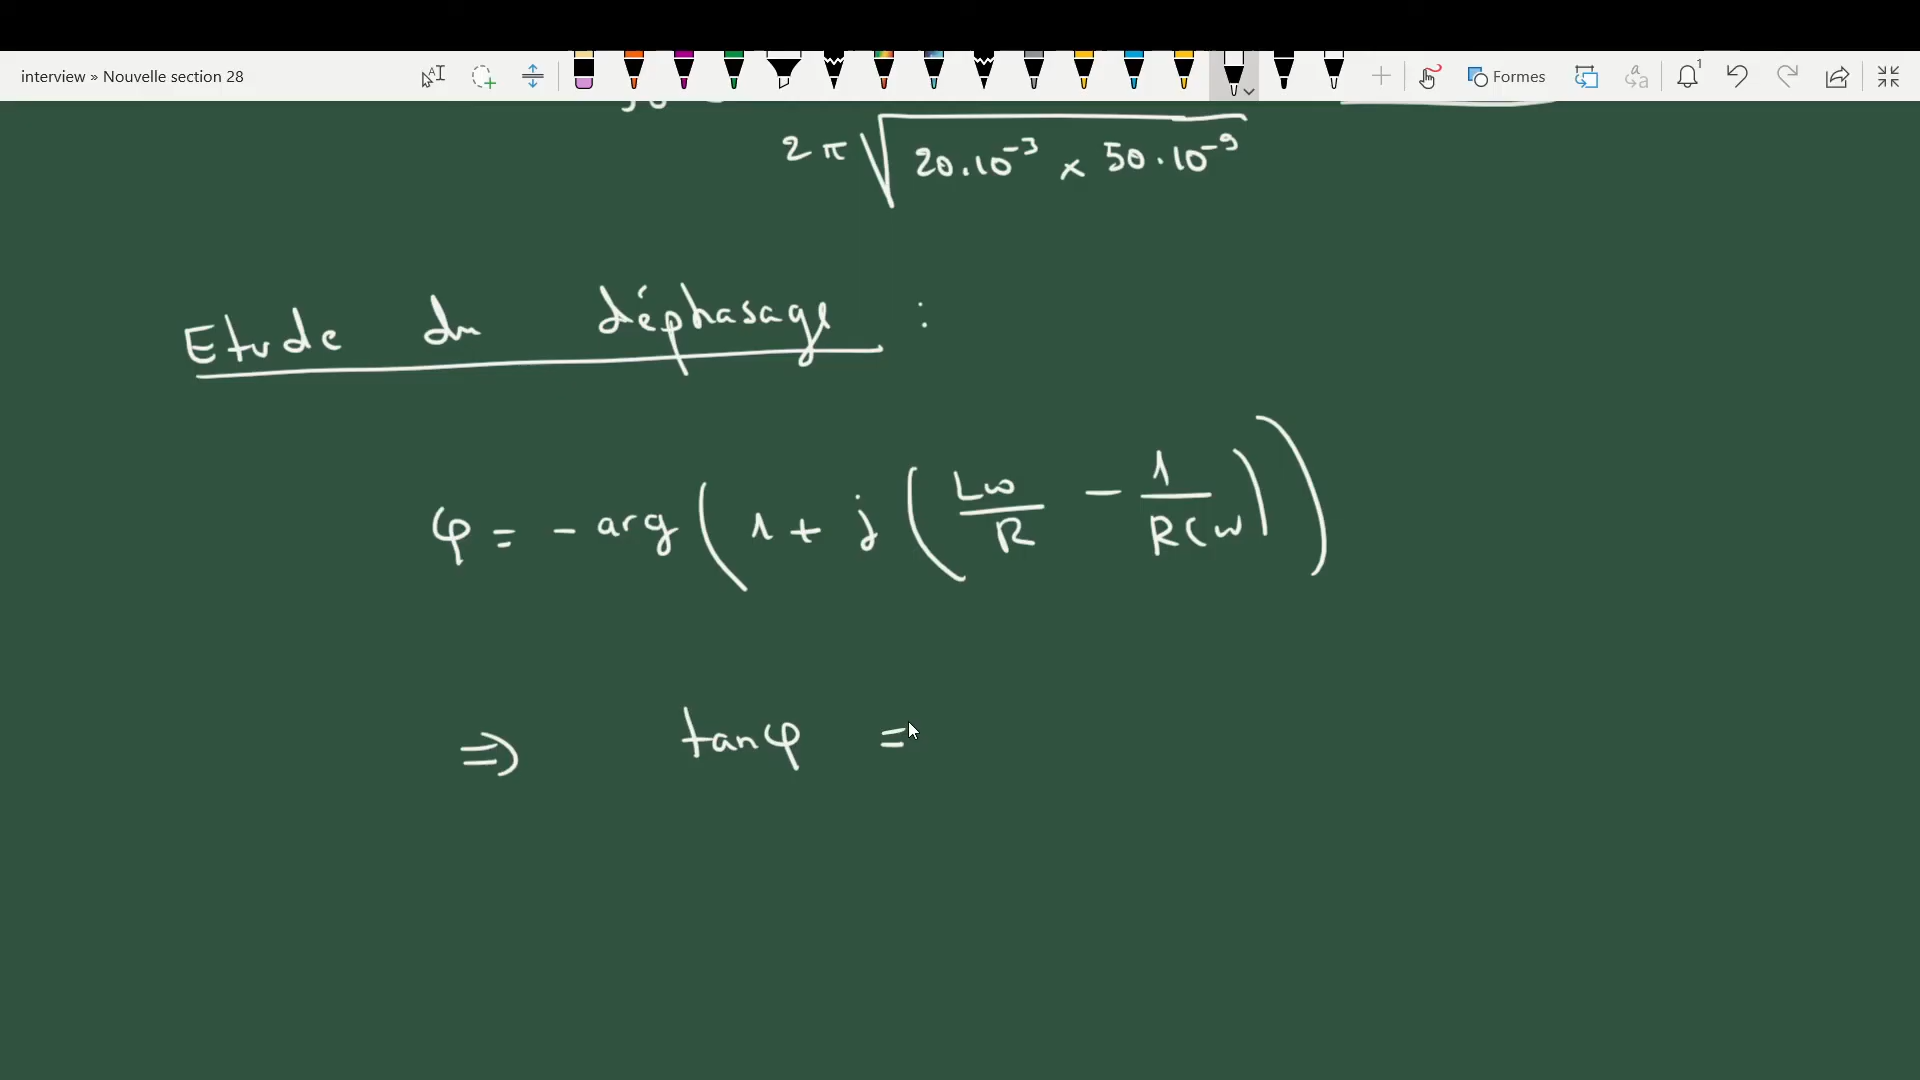 interview » Nouvelle section 28
Formes
1
2π√(20.10⁻³ × 50.10⁻⁹)
Etude du déphasage :
φ = - arg(1 + j(Lω/R - 1/RCω))
⇒ tanφ =